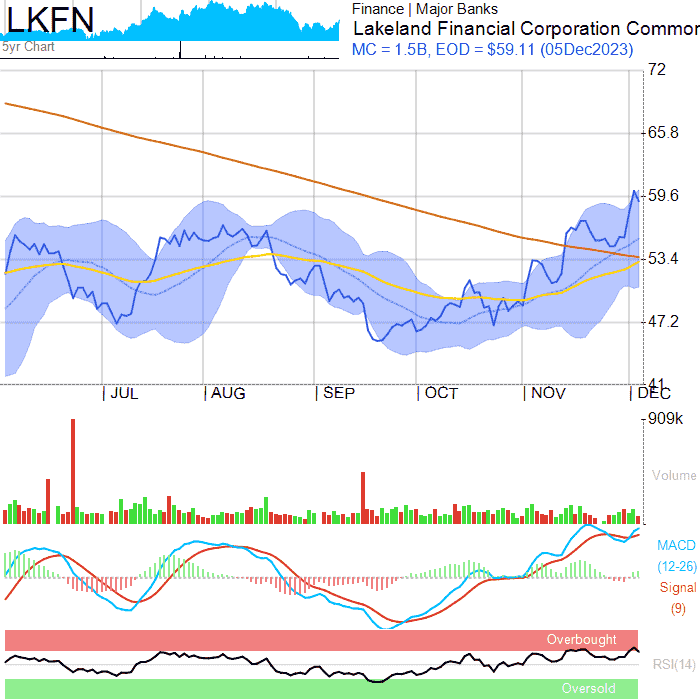 LKFN
5yr Chart
Finance | Major Banks
Lakeland Financial Corporation Common
MC = 1.5B, EOD = $59.11 (05Dec2023)
72
65.8
59.6
53.4
47.2
41
JUL AUG SEP OCT NOV DEC
909k
Volume
MACD
(12-26)
Signal
(9)
Overbought
RSI(14)
Oversold